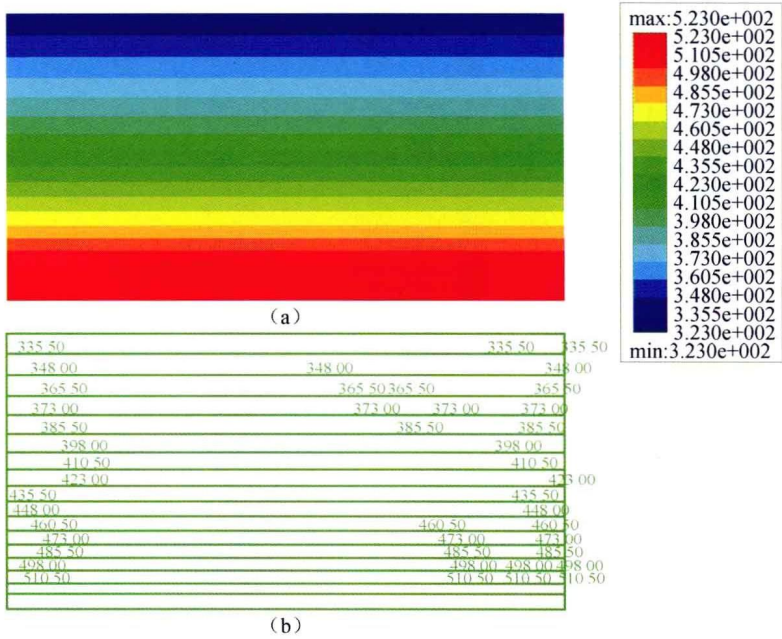 max:5.230e+002
5.230e+002
5.105e+002
4.980e+002
4.855e+002
4.730e+002
4.605e+002
4.480e+002
4.355e+002
4.230e+002
4.105e+002
3.980e+002
3.855e+002
3.730e+002
3.605e+002
3.480e+002
3.355e+002
3.230e+002
min:3.230e+002
(a)
335 50 335 50 335 50
348 00 348 00 348 00
365 50 365 50 365 50 365 50
373 00 373 00 373 00 373 00
385 50 385 50 385 50
398 00 398 00
410 50 410 50
423 00 423 00
435 50 435 50
448 00 448 00
460 50 460 50 460 50
473 00 473 00 473 00
485 50 485 50 485 50
498 00 498 00 498 00 498 00
510 50 510 50 510 50 510 50
(b)